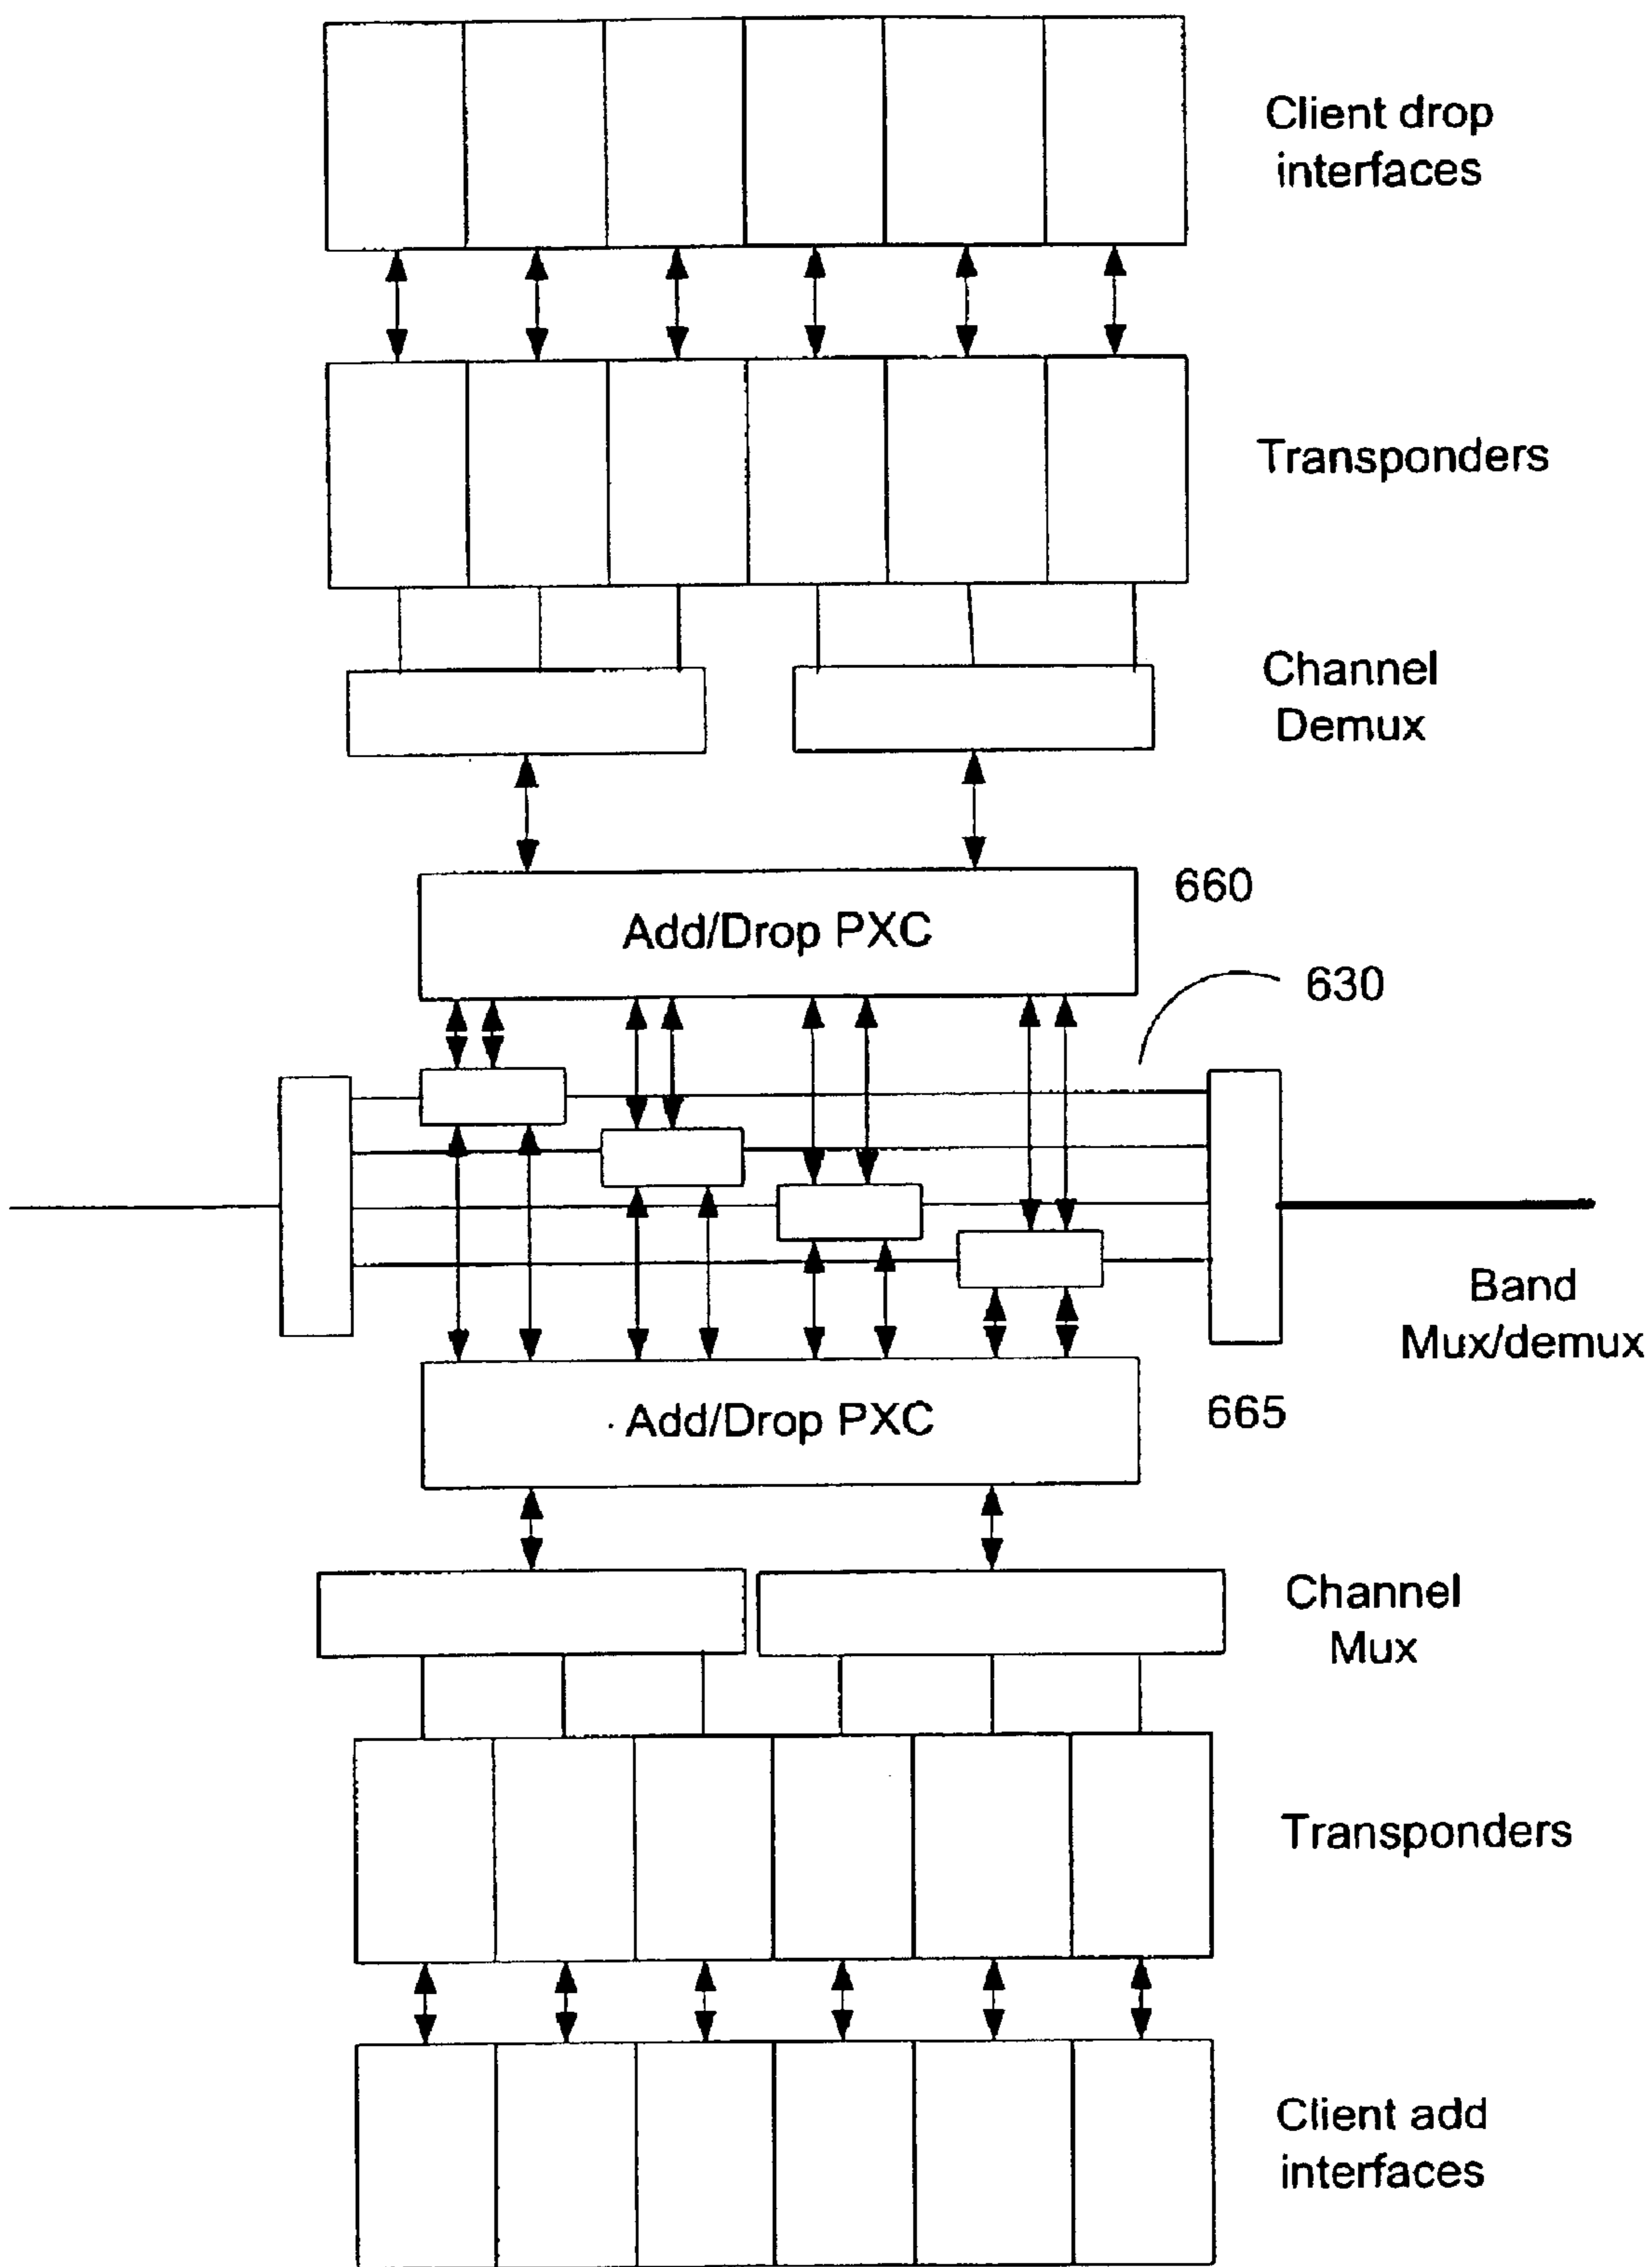 Client drop
interfaces
Transponders
Channel
Demux
660
Add/Drop PXC
630
Band
Mux/demux
Add/Drop PXC
665
Channel
Mux
Transponders
Client add
interfaces